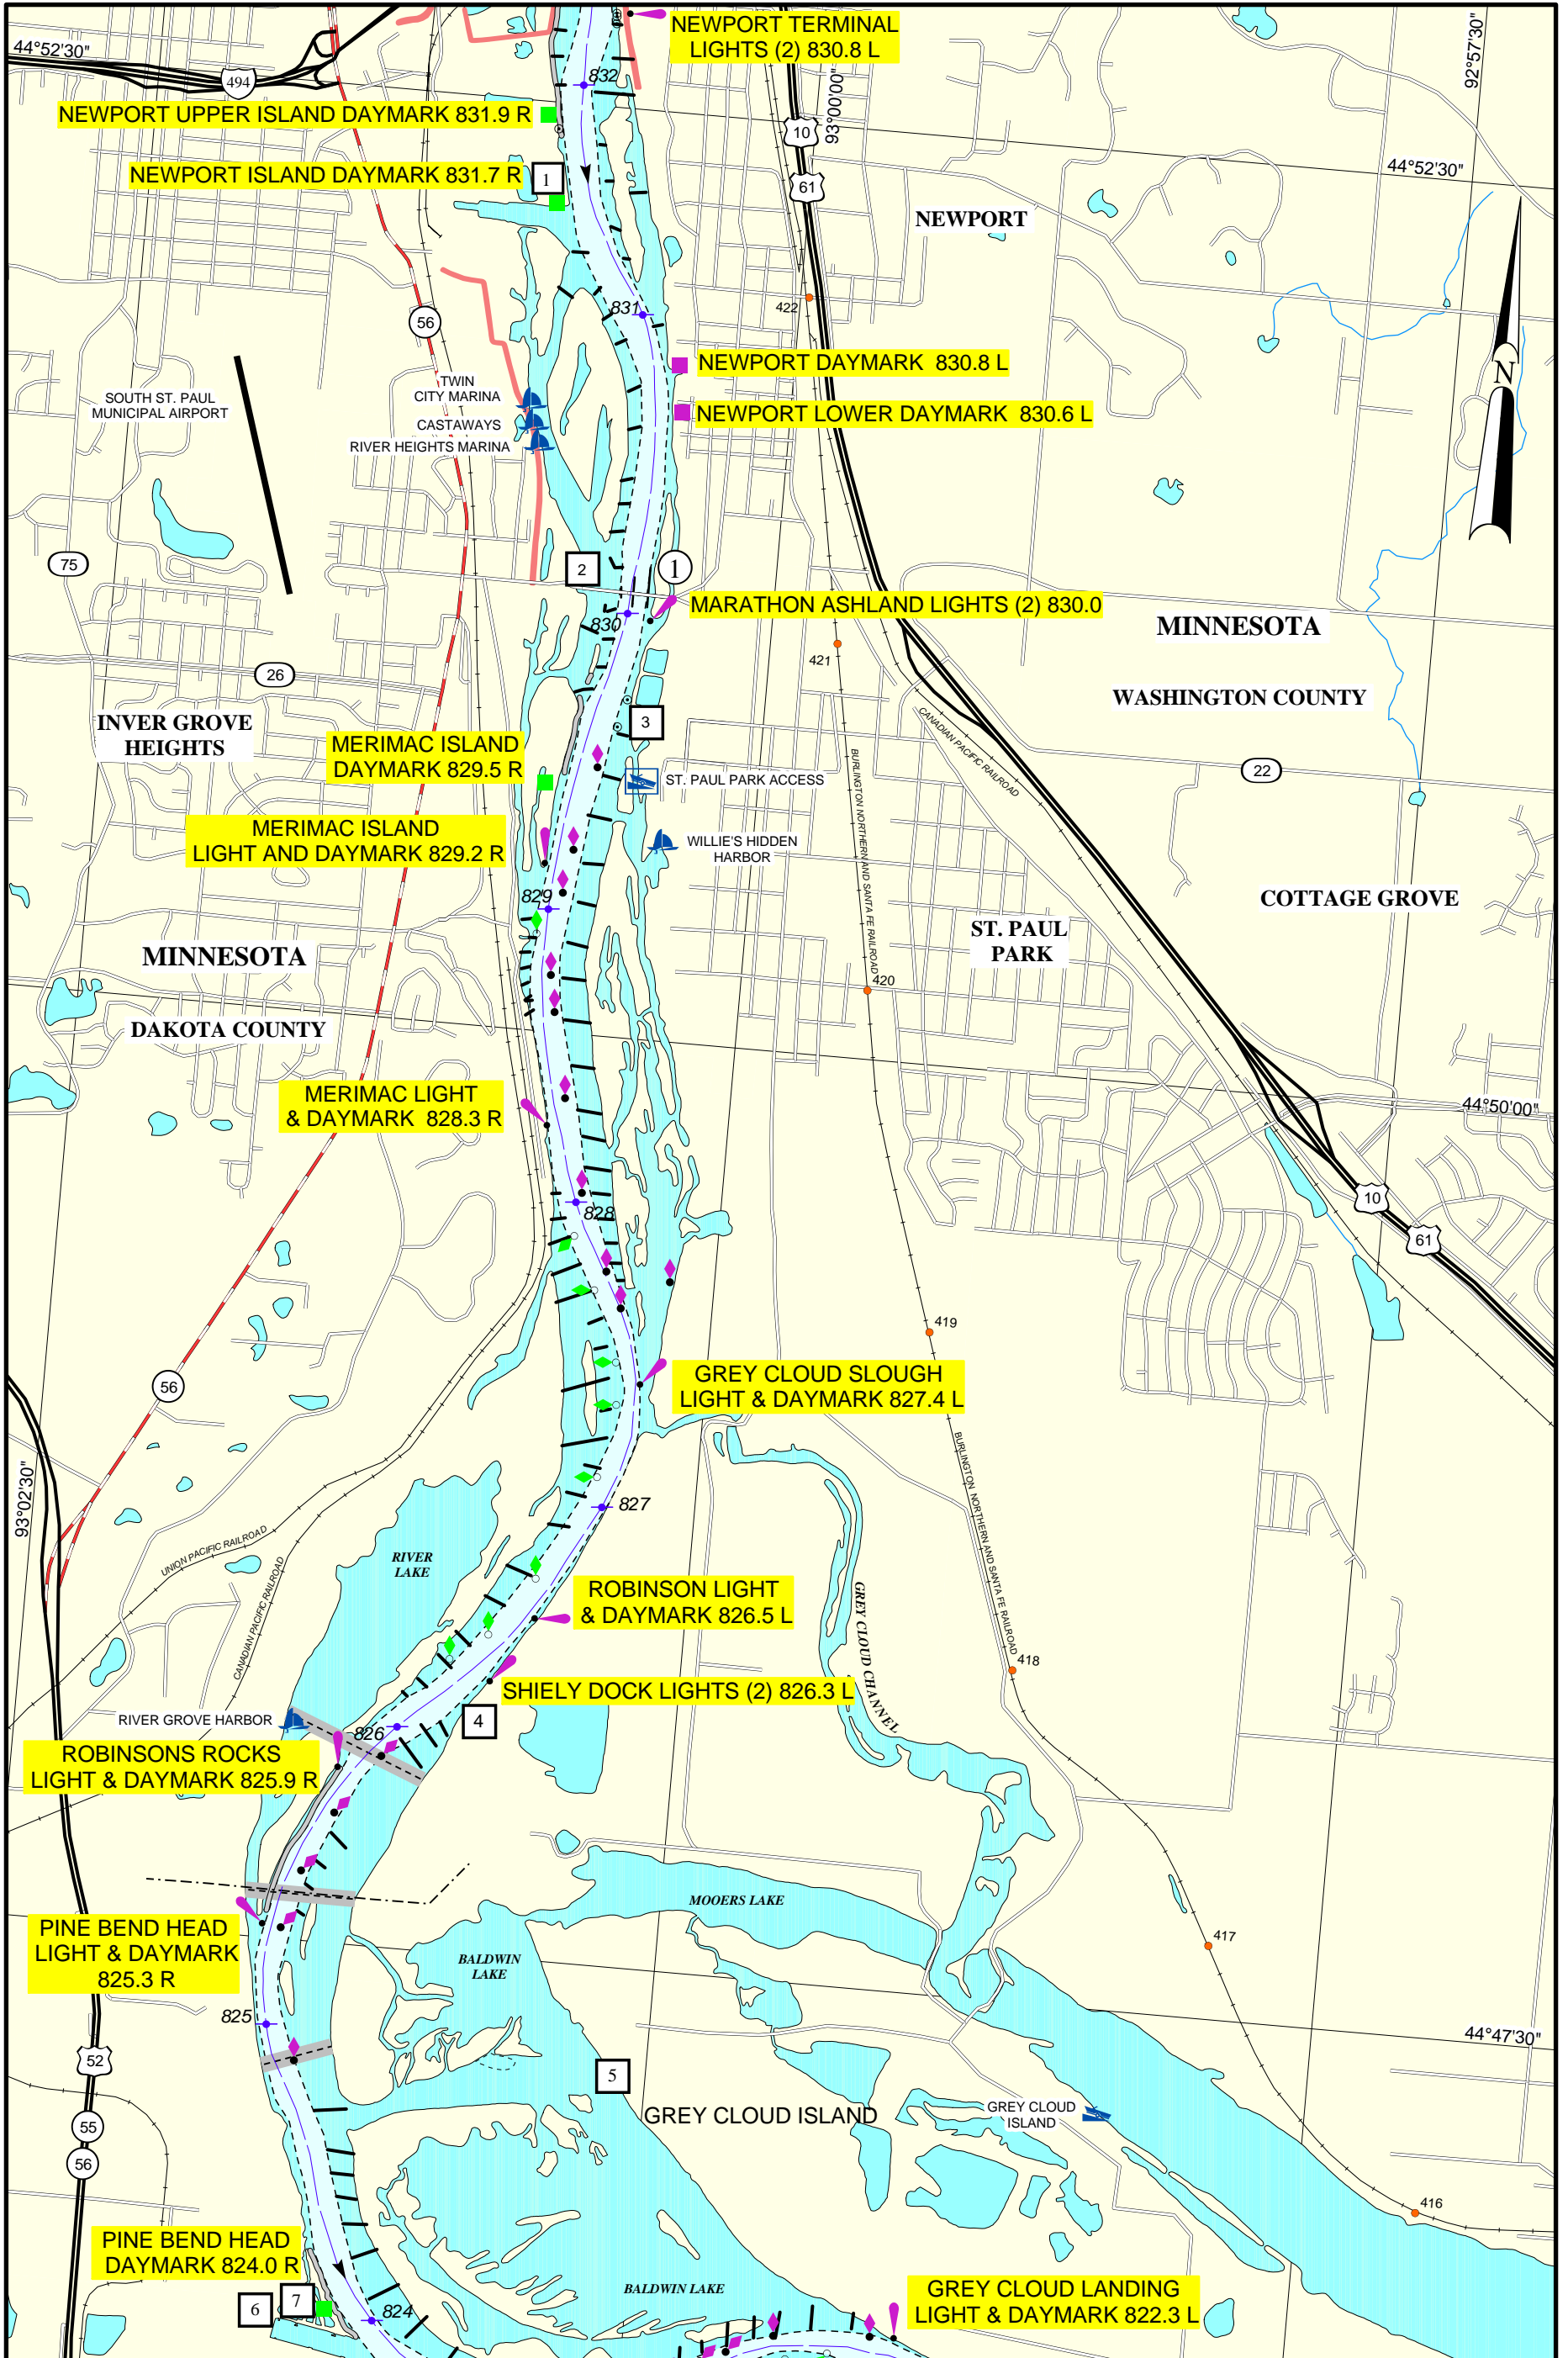 NEWPORT TERMINAL
LIGHTS (2) 830.8 L
44°52'30"
494
832
10
93°00'00"
92°57'30"
NEWPORT UPPER ISLAND DAYMARK 831.9 R
NEWPORT ISLAND DAYMARK 831.7 R
1
61
44°52'30"
NEWPORT
831
422
56
N
NEWPORT DAYMARK 830.8 L
SOUTH ST. PAUL
MUNICIPAL AIRPORT
TWIN
CITY MARINA
CASTAWAYS
RIVER HEIGHTS MARINA
NEWPORT LOWER DAYMARK 830.6 L
75
2
1
MARATHON ASHLAND LIGHTS (2) 830.0
830
MINNESOTA
421
26
WASHINGTON COUNTY
INVER GROVE
HEIGHTS
3
CANADIAN PACIFIC RAILROAD
BURLINGTON NORTHERN AND SANTA FE RAILROAD
MERIMAC ISLAND
DAYMARK 829.5 R
ST. PAUL PARK ACCESS
22
MERIMAC ISLAND
LIGHT AND DAYMARK 829.2 R
WILLIE'S HIDDEN
HARBOR
829
COTTAGE GROVE
ST. PAUL
PARK
MINNESOTA
420
DAKOTA COUNTY
MERIMAC LIGHT
& DAYMARK 828.3 R
44°50'00"
10
828
61
419
GREY CLOUD SLOUGH
LIGHT & DAYMARK 827.4 L
56
BURLINGTON NORTHERN AND SANTA FE RAILROAD
93°02'30"
827
UNION PACIFIC RAILROAD
CANADIAN PACIFIC RAILROAD
RIVER
LAKE
ROBINSON LIGHT
& DAYMARK 826.5 L
GREY CLOUD CHANNEL
418
SHIELY DOCK LIGHTS (2) 826.3 L
RIVER GROVE HARBOR
826
4
ROBINSONS ROCKS
LIGHT & DAYMARK 825.9 R
MOOERS LAKE
PINE BEND HEAD
LIGHT & DAYMARK
825.3 R
417
BALDWIN
LAKE
825
44°47'30"
52
5
55
GREY CLOUD ISLAND
GREY CLOUD
ISLAND
56
416
PINE BEND HEAD
DAYMARK 824.0 R
BALDWIN LAKE
GREY CLOUD LANDING
LIGHT & DAYMARK 822.3 L
6
7
824